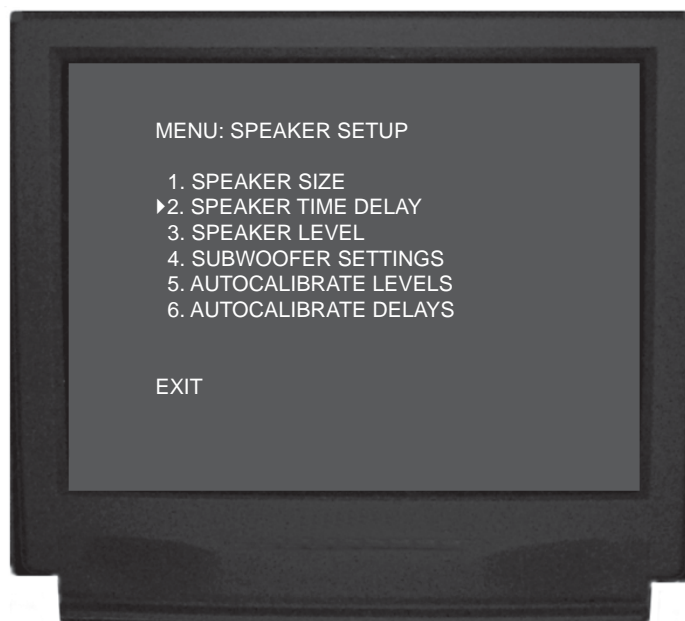 MENU: SPEAKER SETUP
1. SPEAKER SIZE
2. SPEAKER TIME DELAY
3. SPEAKER LEVEL
4. SUBWOOFER SETTINGS
5. AUTOCALIBRATE LEVELS
6. AUTOCALIBRATE DELAYS
EXIT